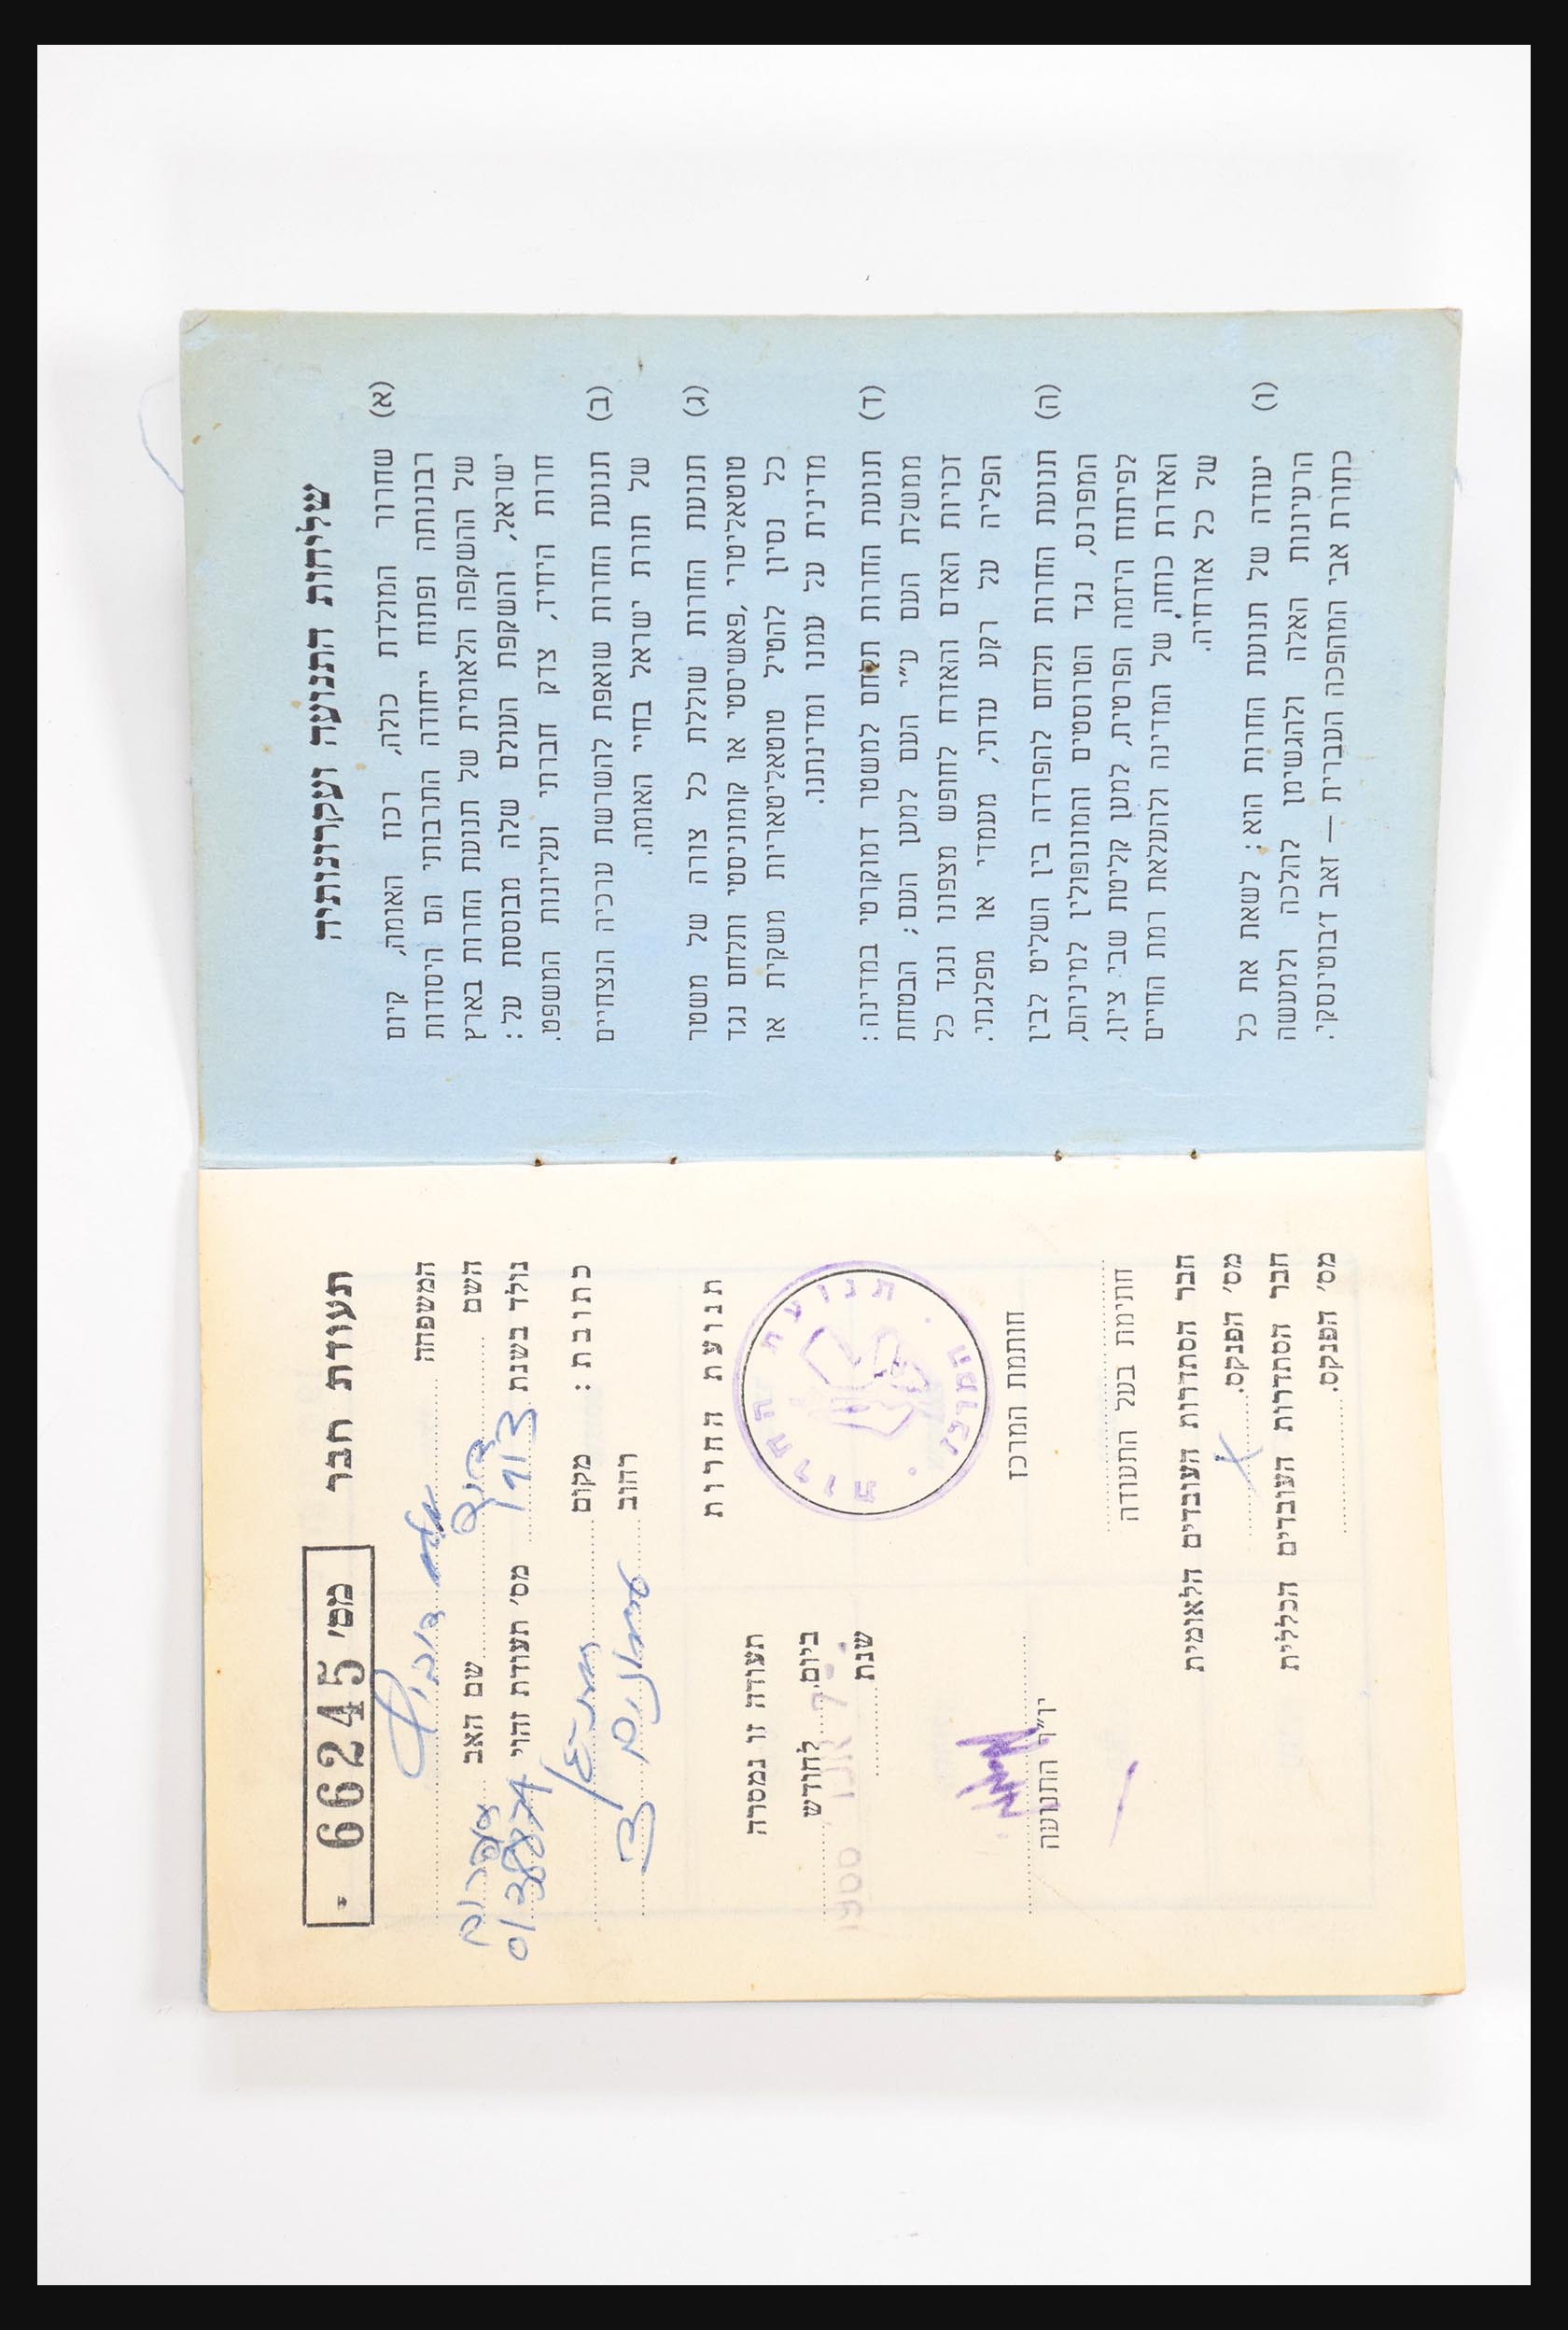 שליחות התנועה ועקרונותיה
(א) שחרור המולדת כולה, רכוז האומה, קיום
רבונותה ופתוח ייחודה התרבותי הם היסודות
של ההשקפה הלאומית של תנועת החרות בארץ
ישראל, והשקפת העולם שלה מבוססת על:
חרות היחיד, צדק חברתי ועליונות המשפט.
(ב) תנועת החרות שואפת להשרשת ערכיה הנצחיים
של תורת ישראל בחיי האומה.
(ג) תנועת החרות שוללת כל צורה של משטר
טוטאליטרי, פאשיסטי או קומוניסטי ותלחם נגד
כל נסיון להטיל טוטאליטאריות משקית או
מדינית על עמנו ומדינתנו.
(ד) תנועת החרות תלחם למשטר דמוקרטי במדינה:
ממשלת העם ע״י העם למען העם; הבטחת
זכויות האדם והאזרח לחופש מצפונו ונגד כל
הפליה על רקע עדתי, מעמדי או מפלגתי.
(ה) תנועת החרות תלחם להפרדה בין השליט לבין
המפרנס, נגד הטרוסטים והמונופולין למיניהם,
לפיתוח היזמה הפרטית, למען קליטת שבי ציון,
האדרת כוחה של המדינה ולהעלאת רמת החיים
של כל אזרחיה.
(ו) יעודה של תנועת החרות הוא: לשאת את כל
הרעיונות האלה ולהגשימן להלכה ולמעשה
כתורת אבי המהפכה העברית — זאב ז׳בוטינסקי.
תעודת חבר מס׳ 66245
המשפחה
השם שם האב
נולד בשנת 1913 מס׳ תעודת זהוי 0138874
כתובת: מקום
רחוב
תנועת החרות
תנועת החרות • המרכז •
תעודה זו נמסרה
ביום לחודש
שנת
חותמת המרכז
יו״ר התנועה
חתימת בעל התעודה
חבר הסתדרות העובדים הלאומית
מס׳ הפנקס.
חבר הסתדרות העובדים הכללית
מס׳ הפנקס.